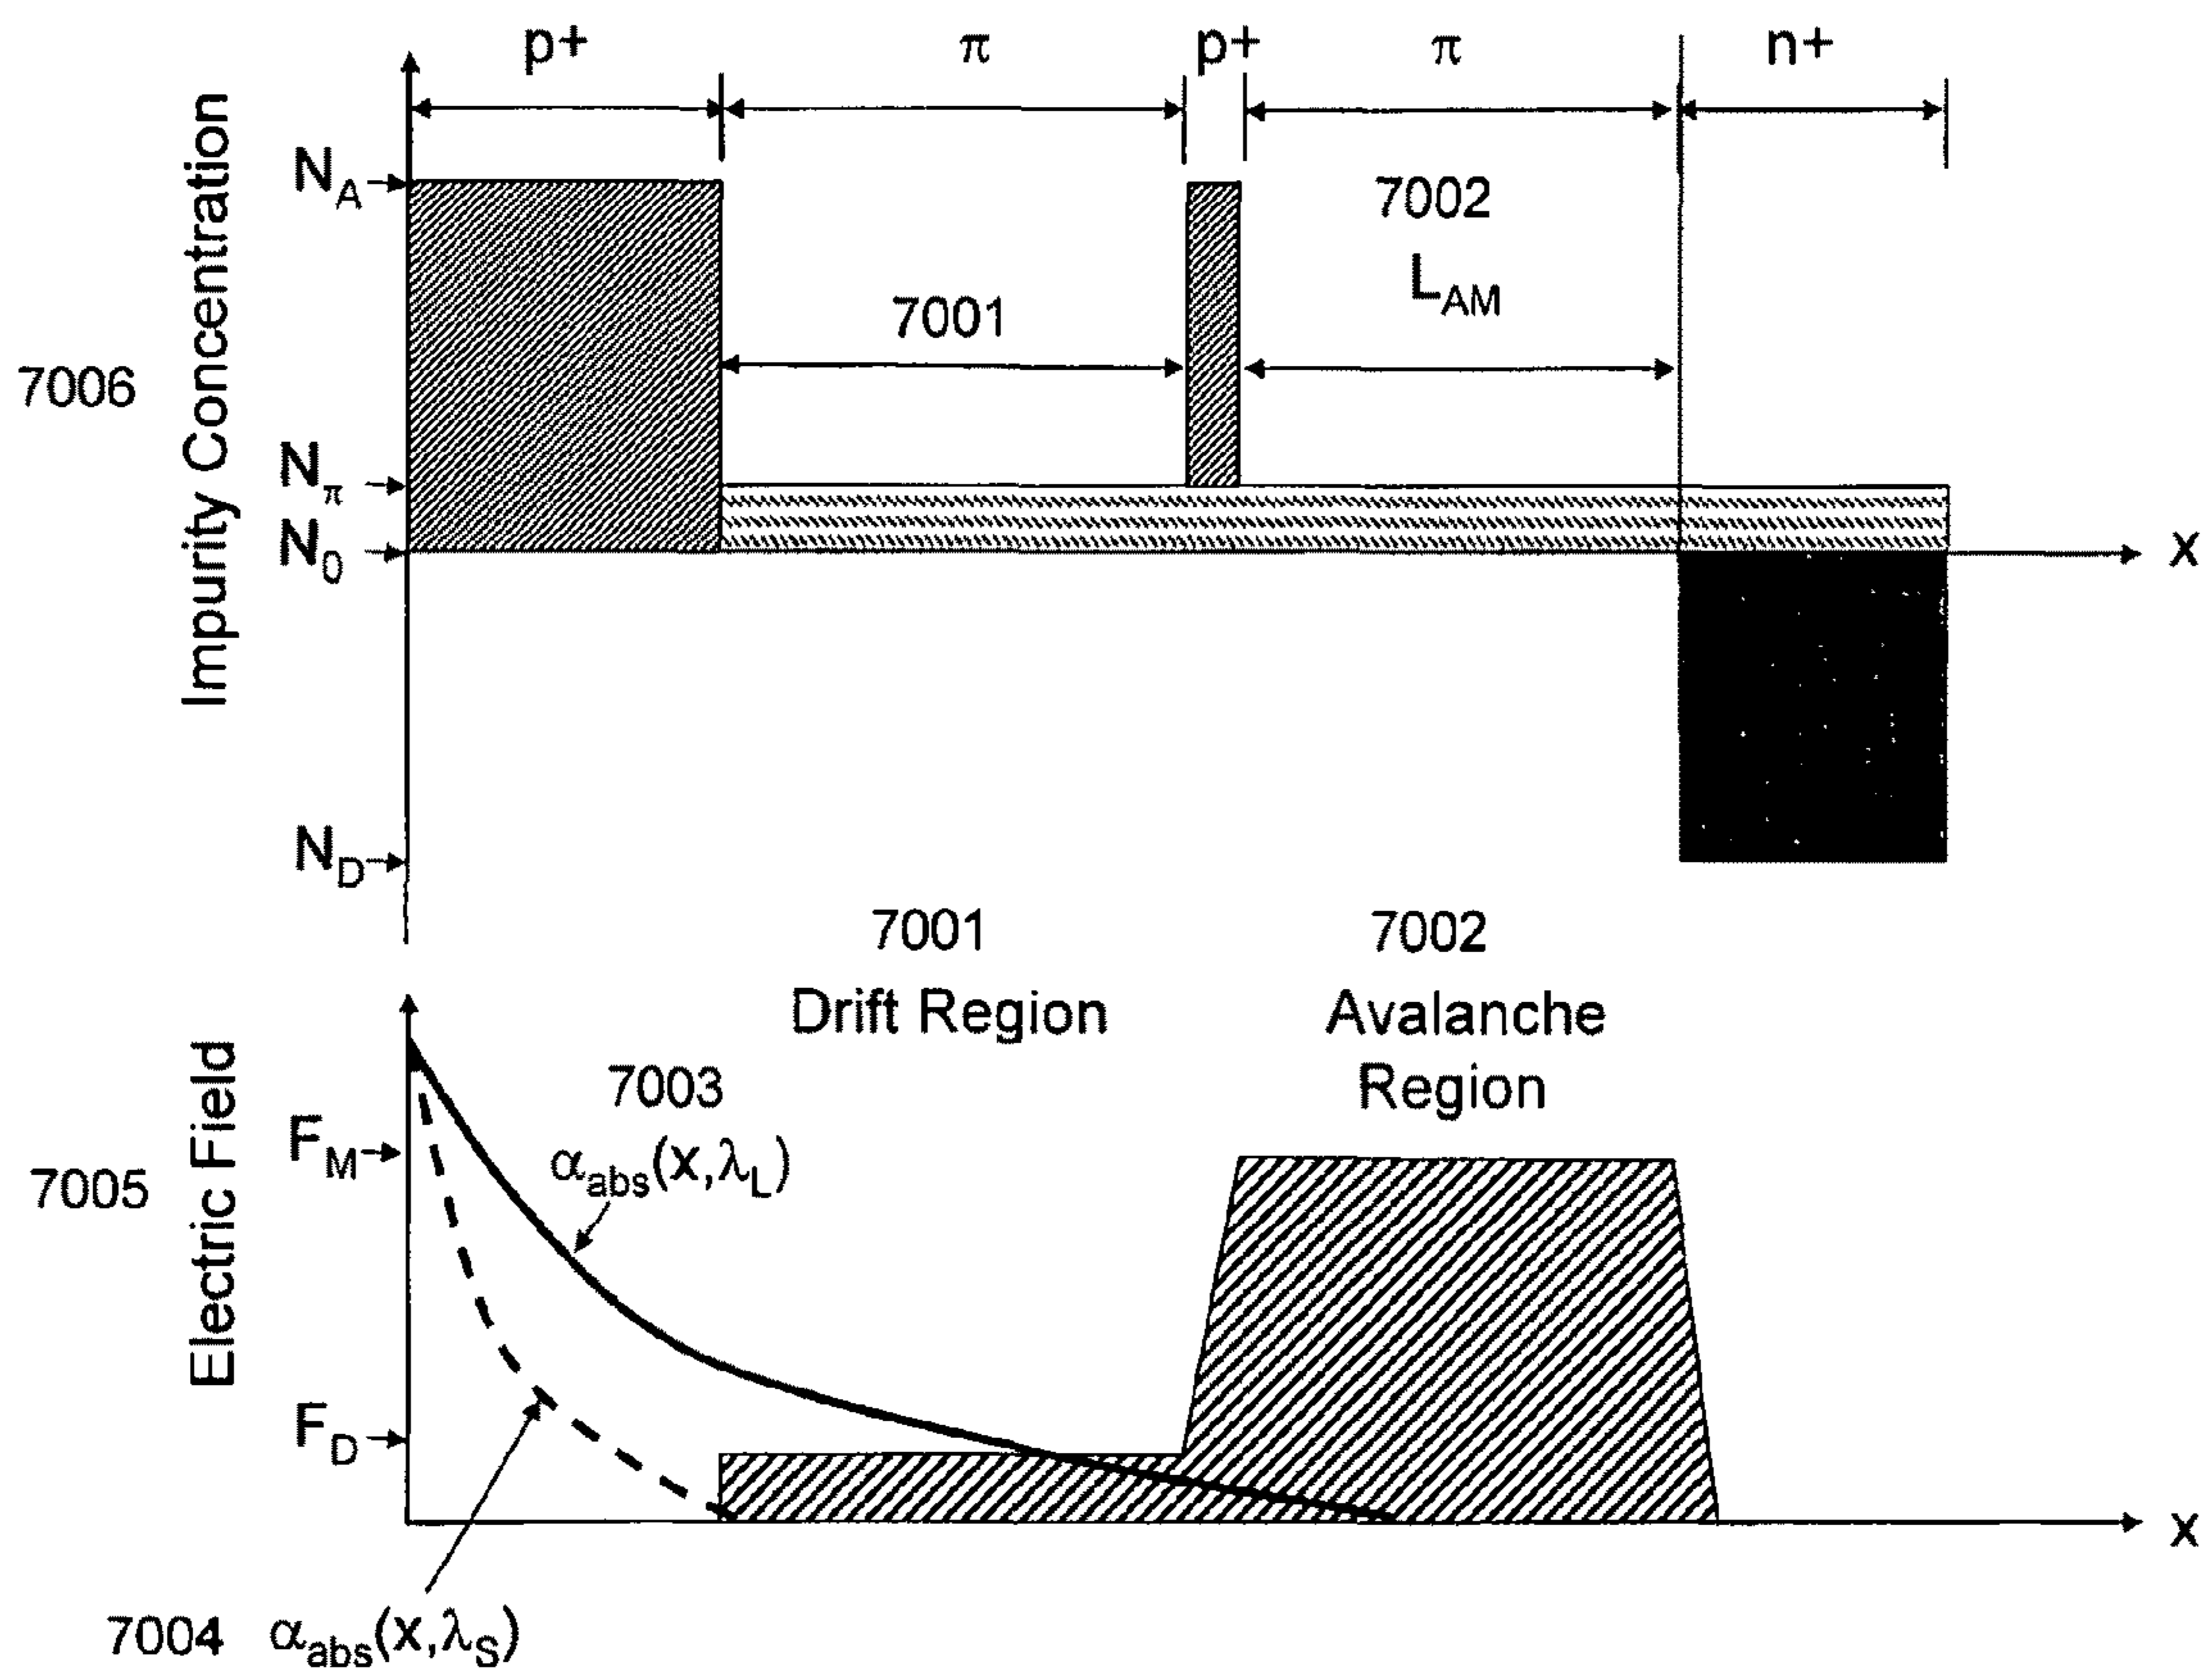 p+ π p+ π n+
Impurity Concentration
7006
N_A
7002
L_AM
7001
N_π
N_0
x
N_D
7001
Drift Region
7002
Avalanche
Region
Electric Field
7005
7003
α_abs(x,λ_L)
F_M
F_D
x
7004 α_abs(x,λ_S)